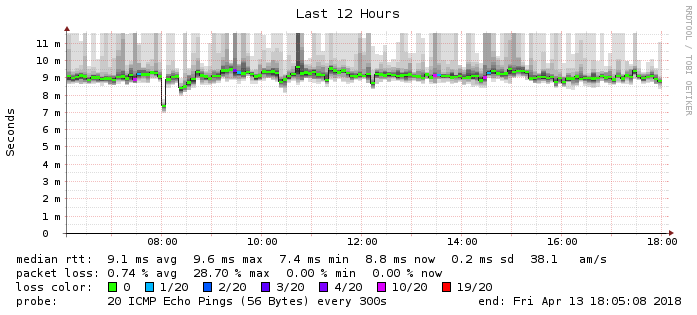 Last 12 Hours
RRDTOOL / TOBI OETIKER
Seconds
11 m
10 m
9 m
8 m
7 m
6 m
5 m
4 m
3 m
2 m
1 m
0
08:00 10:00 12:00 14:00 16:00 18:00
median rtt: 9.1 ms avg 9.6 ms max 7.4 ms min 8.8 ms now 0.2 ms sd 38.1 am/s
packet loss: 0.74 % avg 28.70 % max 0.00 % min 0.00 % now
loss color: 0 1/20 2/20 3/20 4/20 10/20 19/20
probe: 20 ICMP Echo Pings (56 Bytes) every 300s end: Fri Apr 13 18:05:08 2018